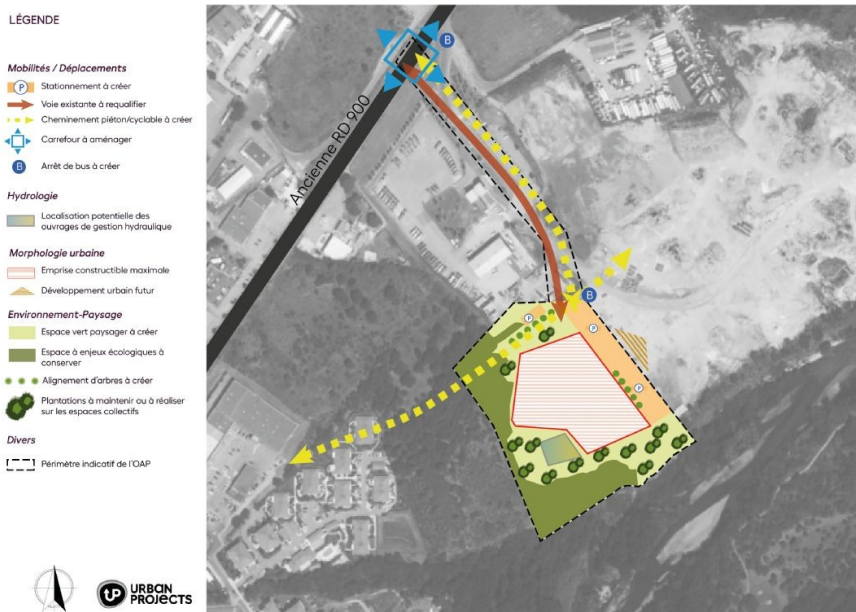 LÉGENDE
Mobilités / Déplacements
P Stationnement à créer
Voie existante à requalifier
Cheminement piéton/cyclable à créer
Carrefour à aménager
B Arrêt de bus à créer
Hydrologie
Localisation potentielle des
ouvrages de gestion hydraulique
Morphologie urbaine
Emprise constructible maximale
Développement urbain futur
Environnement-Paysage
Espace vert paysager à créer
Espace à enjeux écologiques à
conserver
Alignement d'arbres à créer
Plantations à maintenir ou à réaliser
sur les espaces collectifs
Divers
Périmètre indicatif de l'OAP
UP URBAN
PROJECTS
B
Ancienne RD 900
B
P
P
P